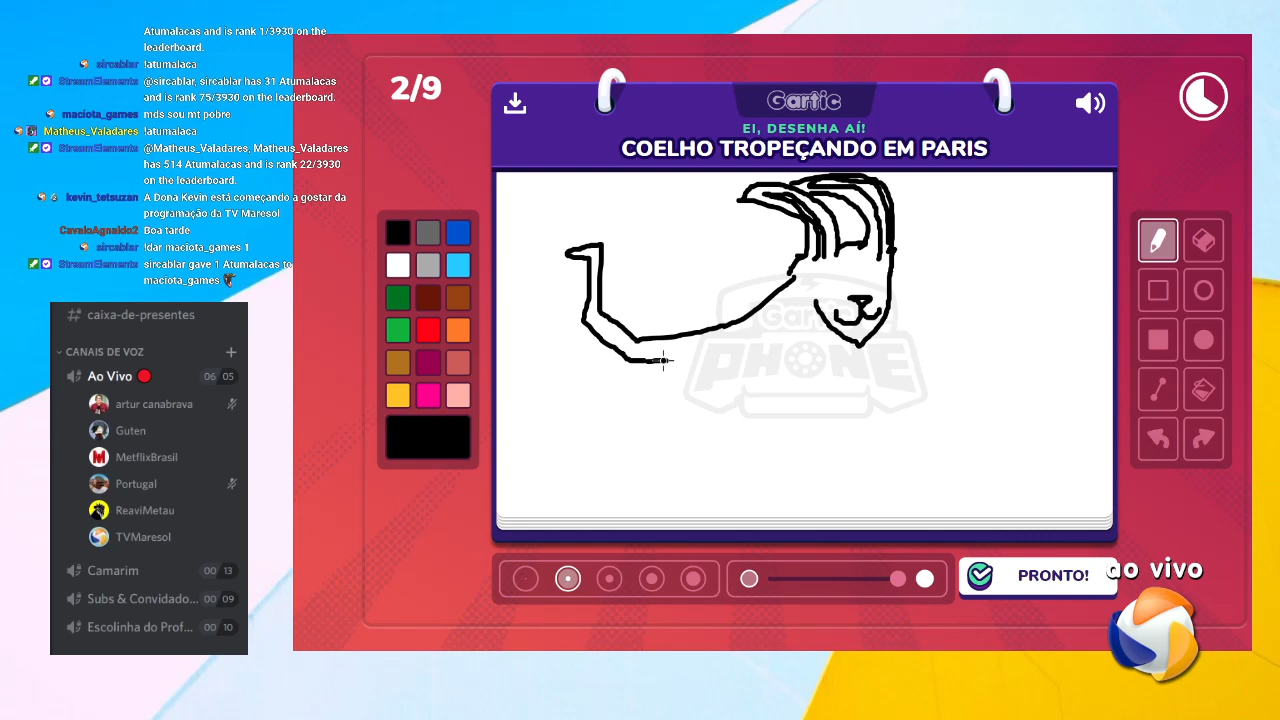 Atumalacas and is rank 1/3930 on the
leaderboard.
sircablar !atumalaca
StreamElements @sircablar, sircablar has 31 Atumalacas
and is rank 75/3930 on the leaderboard.
maciota_games mds sou mt pobre
Matheus_Valadares !atumalaca
StreamElements @Matheus_Valadares, Matheus_Valadares
has 514 Atumalacas and is rank 22/3930
on the leaderboard.
kevin_tetsuzan A Dona Kevin está começando a gostar da
programação da TV Maresol
CavaloAgnaldo2 Boa tarde
sircablar !dar maciota_games 1
StreamElements sircablar gave 1 Atumalacas to
maciota_games
# caixa-de-presentes
CANAIS DE VOZ +
Ao Vivo 06 05
artur canabrava
Guten
MetflixBrasil
Portugal
ReaviMetau
TVMaresol
Camarim 00 13
Subs & Convidado... 00 09
Escolinha do Prof... 00 10
2/9
Gartic
EI, DESENHA AÍ!
COELHO TROPEÇANDO EM PARIS
Gartic
PHONE
PRONTO!
ao vivo